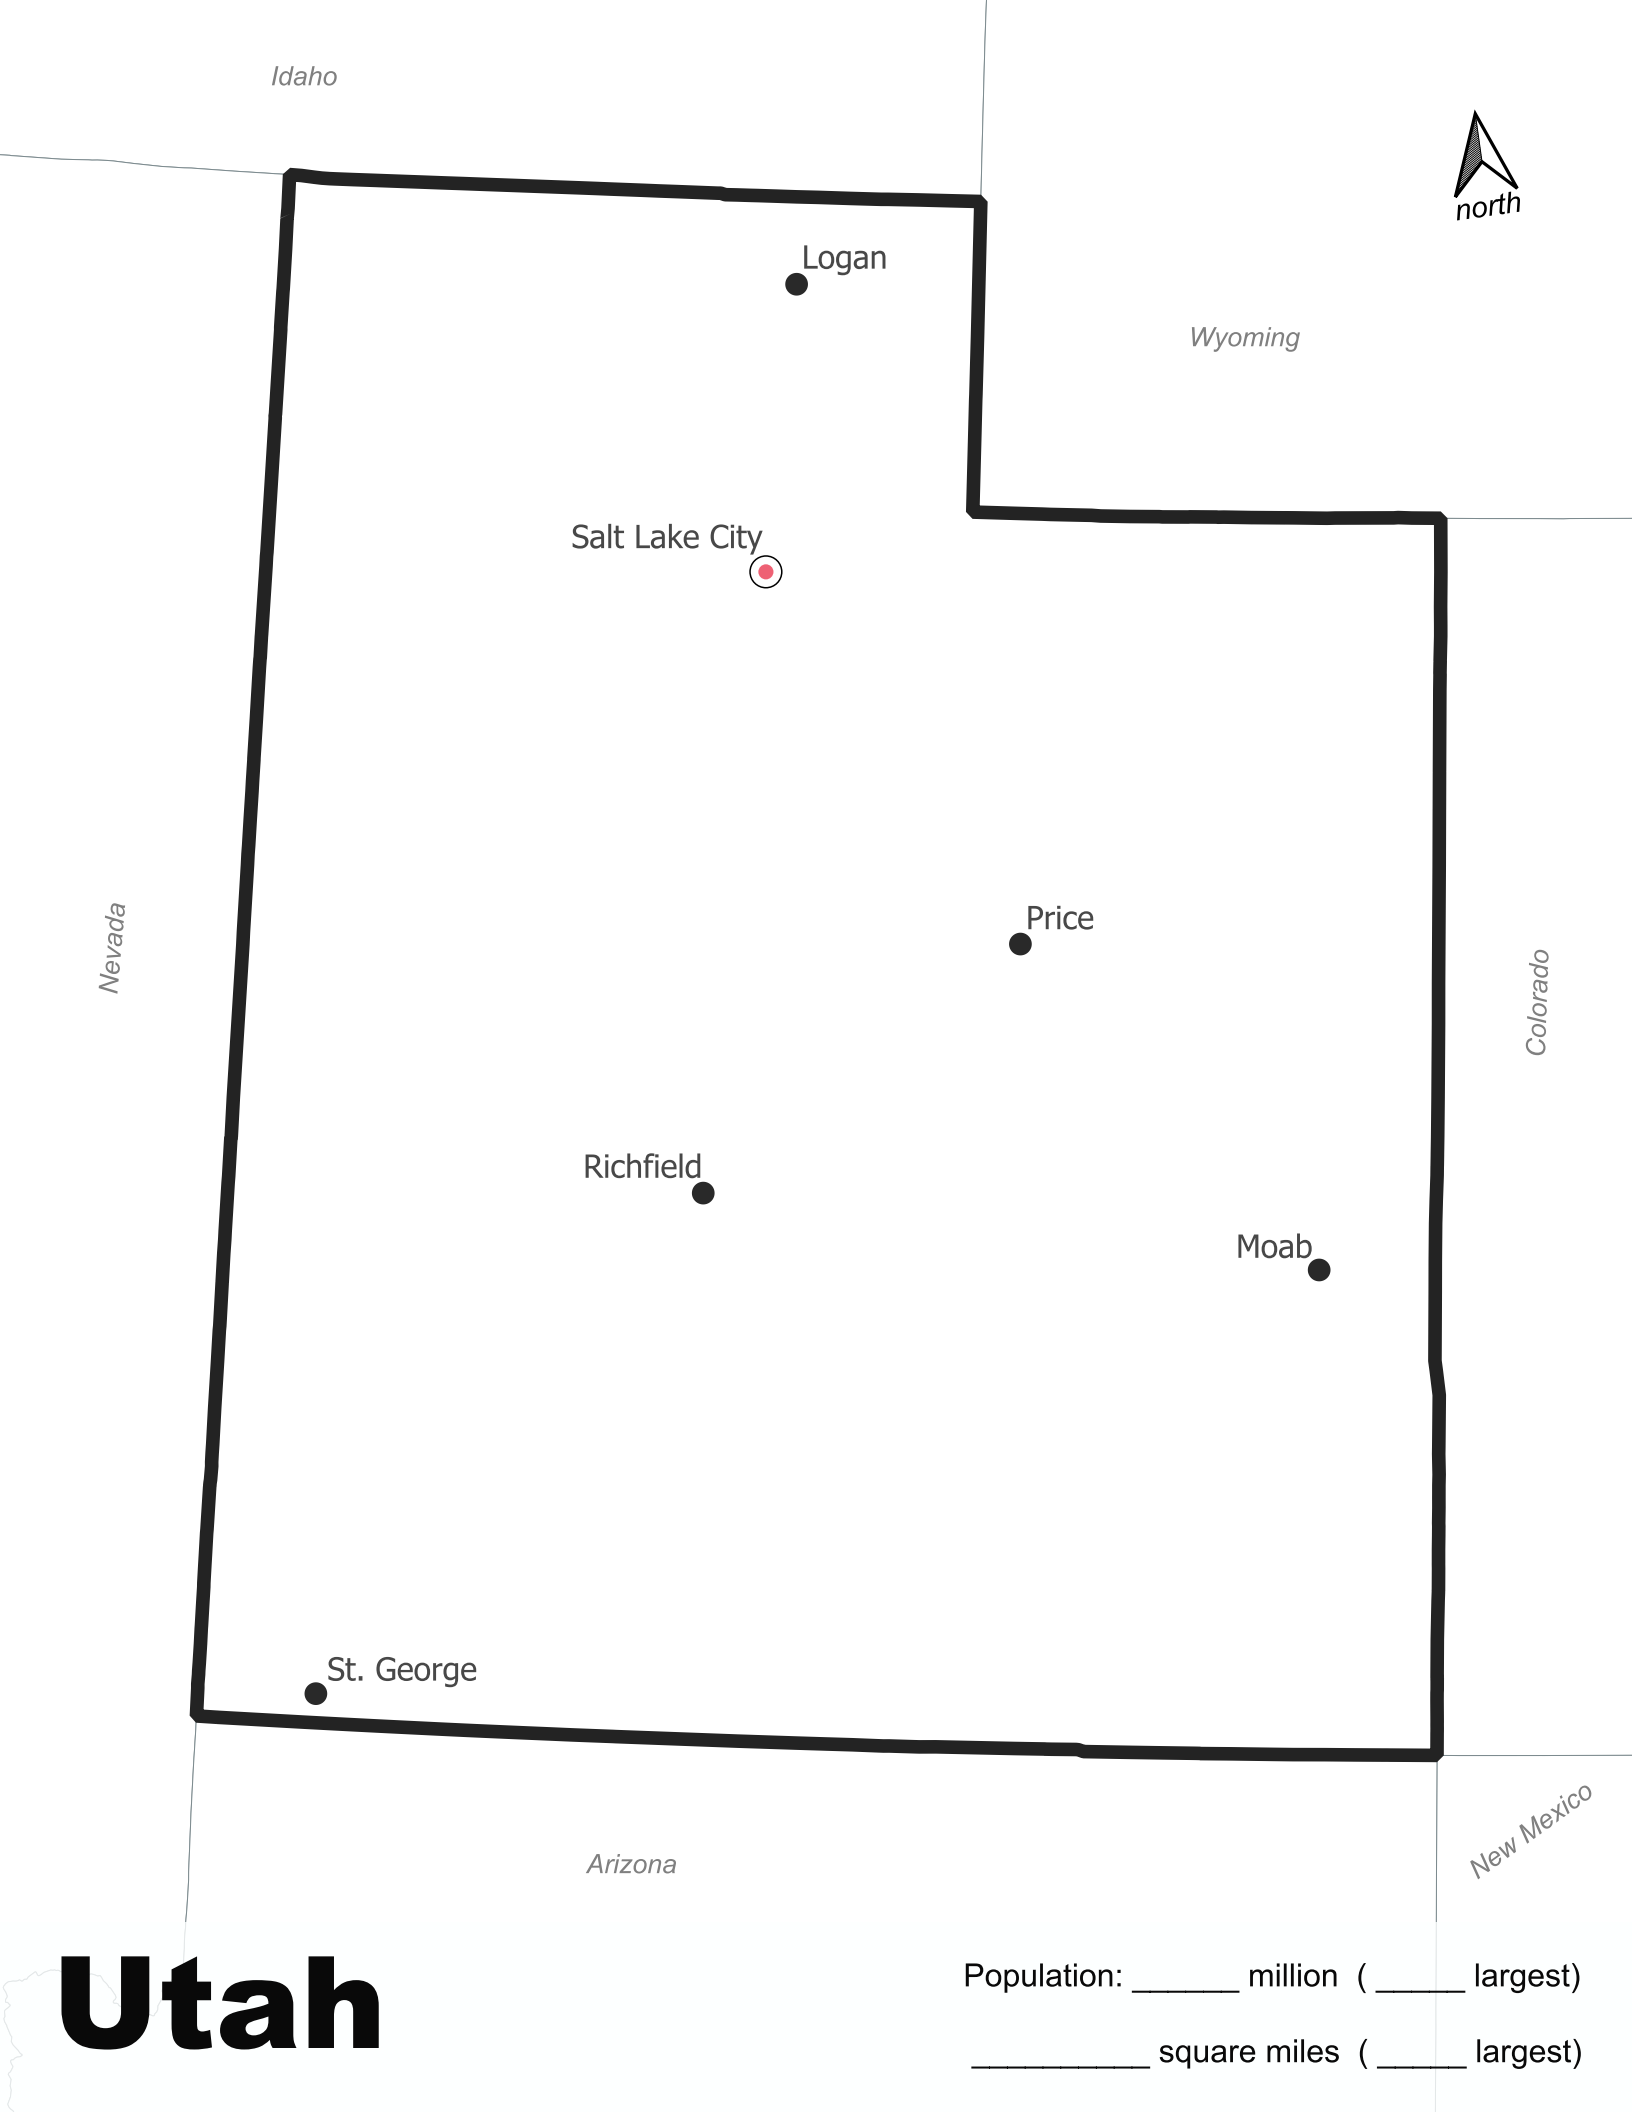 Idaho
north
Logan
Wyoming
Salt Lake City
Nevada
Price
Colorado
Richfield
Moab
St. George
New Mexico
Arizona
Utah
Population: ______ million ( _____ largest)
__________ square miles ( _____ largest)